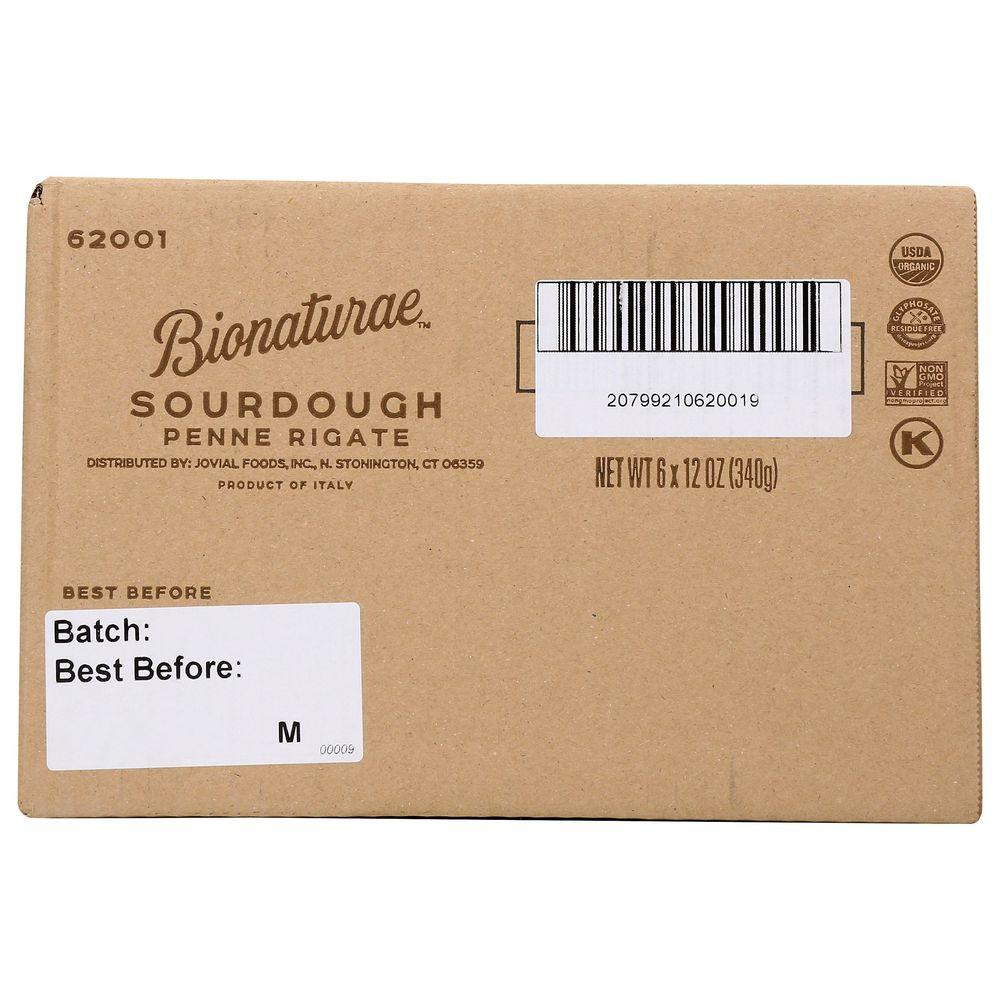 62001
Bionaturae™
SOURDOUGH
PENNE RIGATE
DISTRIBUTED BY: JOVIAL FOODS, INC., N. STONINGTON, CT 06359
PRODUCT OF ITALY
20799210620019
NET WT 6 x 12 OZ (340g)
USDA
ORGANIC
GLYPHOSATE
RESIDUE FREE
NON
GMO
Project
VERIFIED
nongmoproject.org
K
BEST BEFORE
Batch:
Best Before:
M
00009